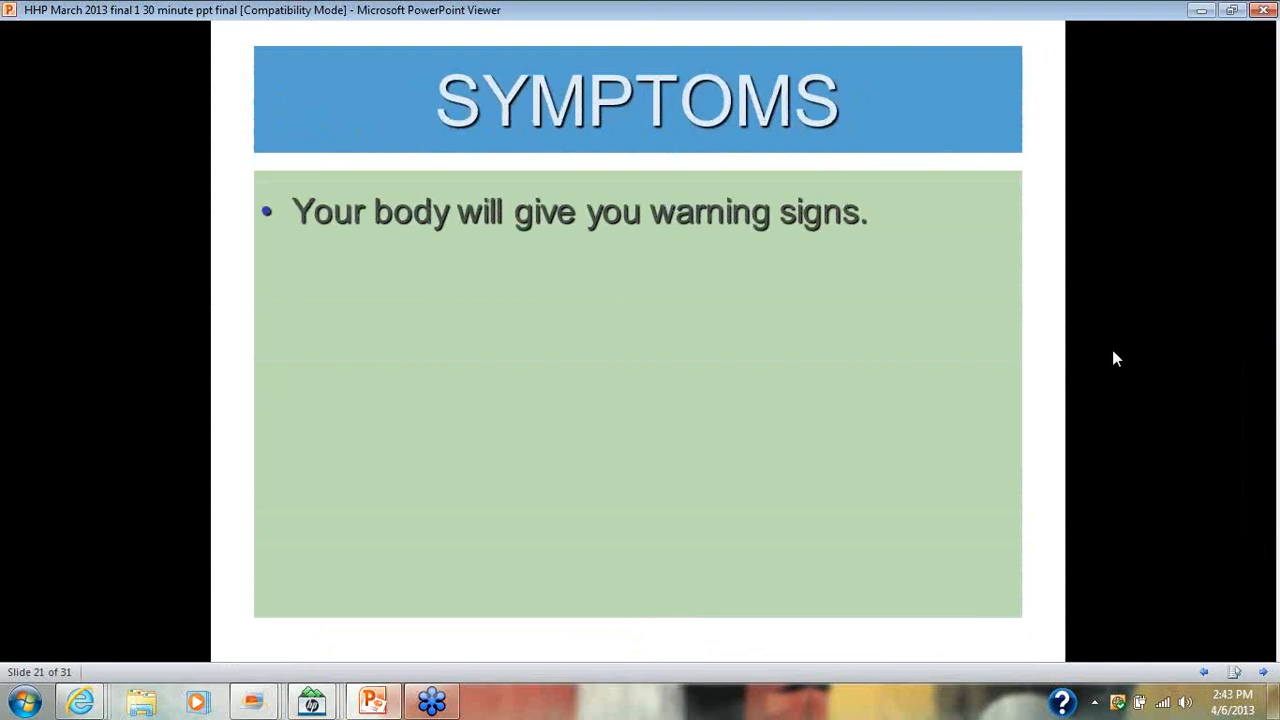 HHP March 2013 final 1 30 minute ppt final [Compatibility Mode] - Microsoft PowerPoint Viewer
SYMPTOMS
• Your body will give you warning signs.
Slide 21 of 31
2:43 PM
4/6/2013